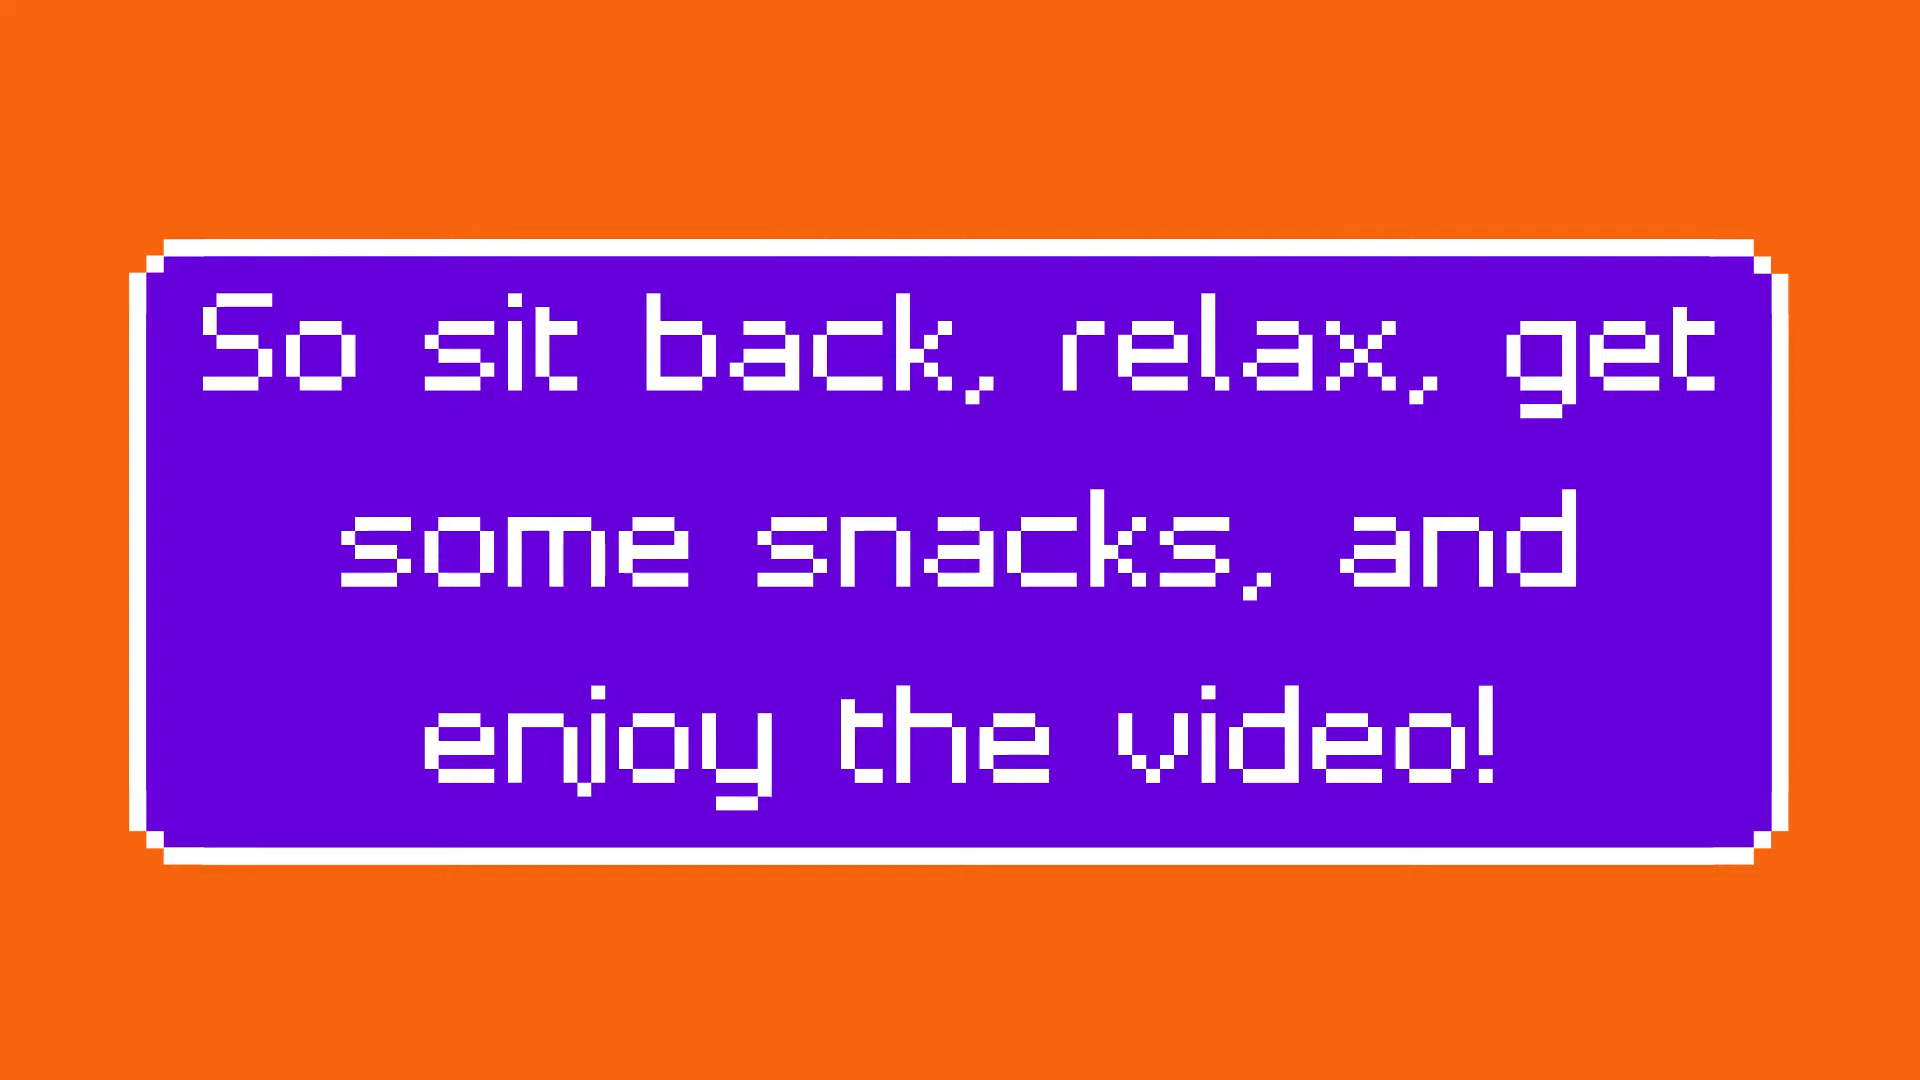 So sit back, relax, get
some snacks, and
enjoy the video!